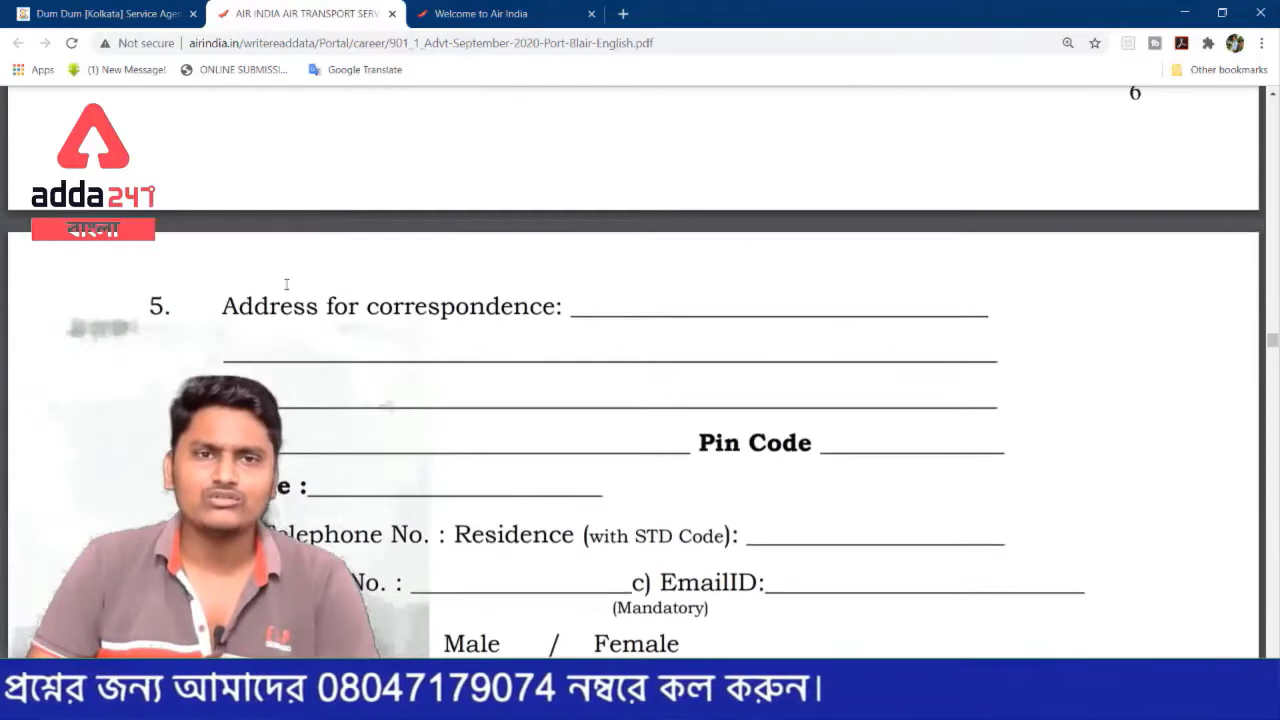 Dum Dum [Kolkata] Service Agen
AIR INDIA AIR TRANSPORT SERV
Welcome to Air India
Not secure
airindia.in/writereaddata/Portal/career/901_1_Advt-September-2020-Port-Blair-English.pdf
Apps
(1) New Message!
ONLINE SUBMISSI...
Google Translate
Other bookmarks
6
adda247
বাংলা
5. Address for correspondence:
Pin Code
e :
Telephone No. : Residence (with STD Code):
No. : c) EmailID:
(Mandatory)
Male / Female
প্রশ্নের জন্য আমাদের 08047179074 নম্বরে কল করুন।